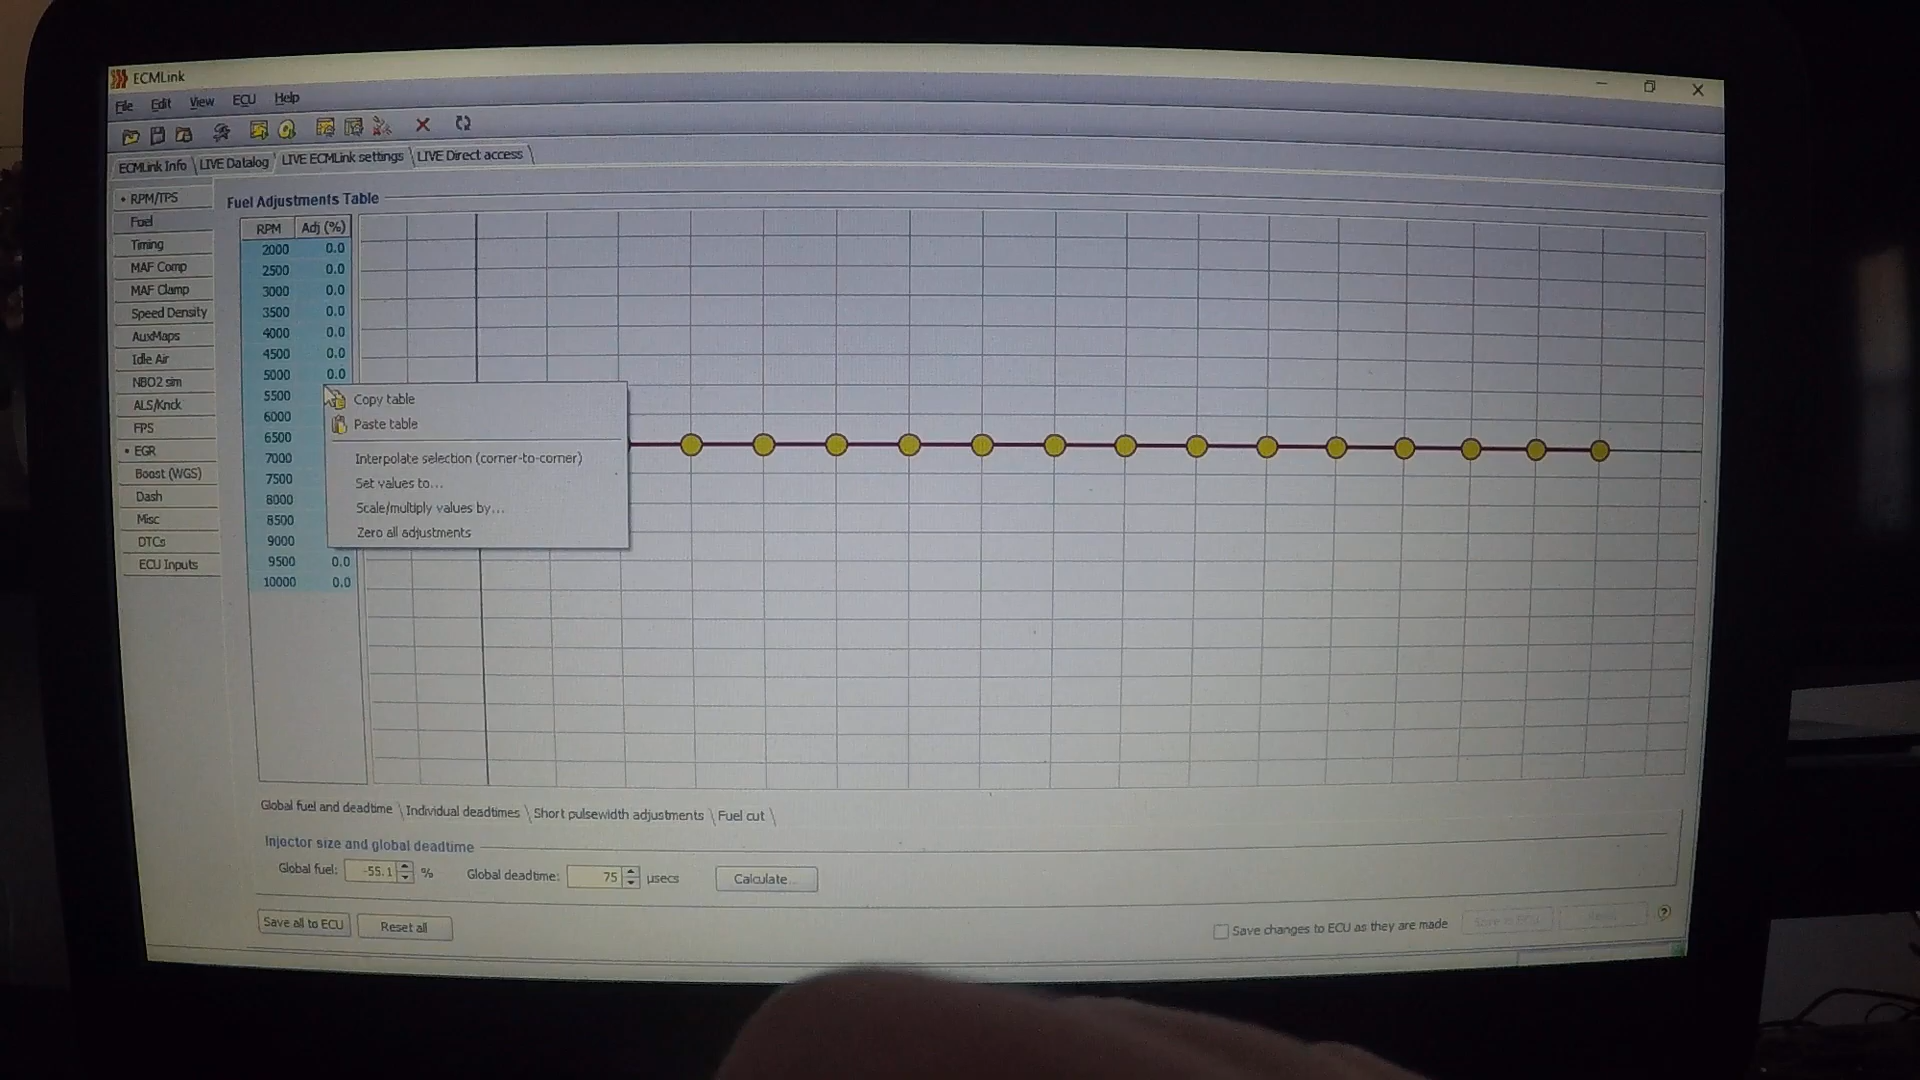 ECMLink
File Edit View ECU Help
ECMLink Info LIVE Datalog LIVE ECMLink settings LIVE Direct access
• RPM/TPS
Fuel
Timing
MAF Comp
MAF Clamp
Speed Density
AuxMaps
Idle Air
NBO2 sim
ALS/Knck
FPS
• EGR
Boost (WGS)
Dash
Misc
DTCs
ECU Inputs
Fuel Adjustments Table
RPM Adj (%)
2000 0.0
2500 0.0
3000 0.0
3500 0.0
4000 0.0
4500 0.0
5000 0.0
5500
6000
6500
7000
7500
8000
8500
9000
9500 0.0
10000 0.0
Copy table
Paste table
Interpolate selection (corner-to-corner)
Set values to...
Scale/multiply values by...
Zero all adjustments
Global fuel and deadtime Individual deadtimes Short pulsewidth adjustments Fuel cut
Injector size and global deadtime
Global fuel: -55.1 % Global deadtime: 75 µsecs Calculate...
Save all to ECU Reset all Save changes to ECU as they are made Save to ECU ?